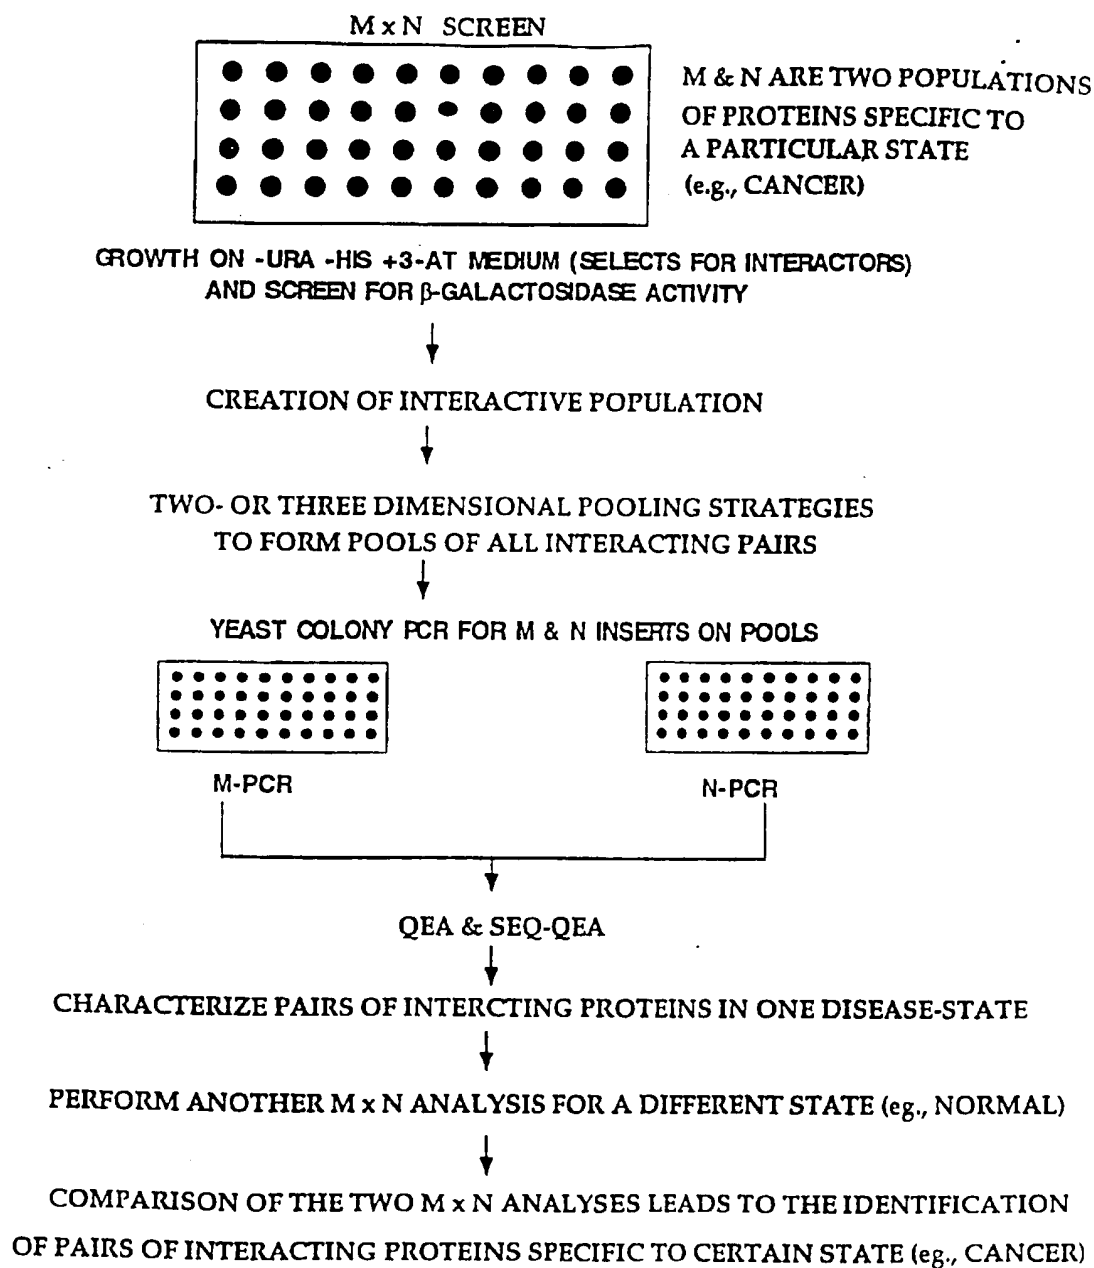 M x N SCREEN
M & N ARE TWO POPULATIONS
OF PROTEINS SPECIFIC TO
A PARTICULAR STATE
(e.g., CANCER)
GROWTH ON -URA -HIS +3-AT MEDIUM (SELECTS FOR INTERACTORS)
AND SCREEN FOR β-GALACTOSIDASE ACTIVITY
CREATION OF INTERACTIVE POPULATION
TWO- OR THREE DIMENSIONAL POOLING STRATEGIES
TO FORM POOLS OF ALL INTERACTING PAIRS
YEAST COLONY PCR FOR M & N INSERTS ON POOLS
M-PCR
N-PCR
QEA & SEQ-QEA
CHARACTERIZE PAIRS OF INTERCTING PROTEINS IN ONE DISEASE-STATE
PERFORM ANOTHER M x N ANALYSIS FOR A DIFFERENT STATE (eg., NORMAL)
COMPARISON OF THE TWO M x N ANALYSES LEADS TO THE IDENTIFICATION
OF PAIRS OF INTERACTING PROTEINS SPECIFIC TO CERTAIN STATE (eg., CANCER)